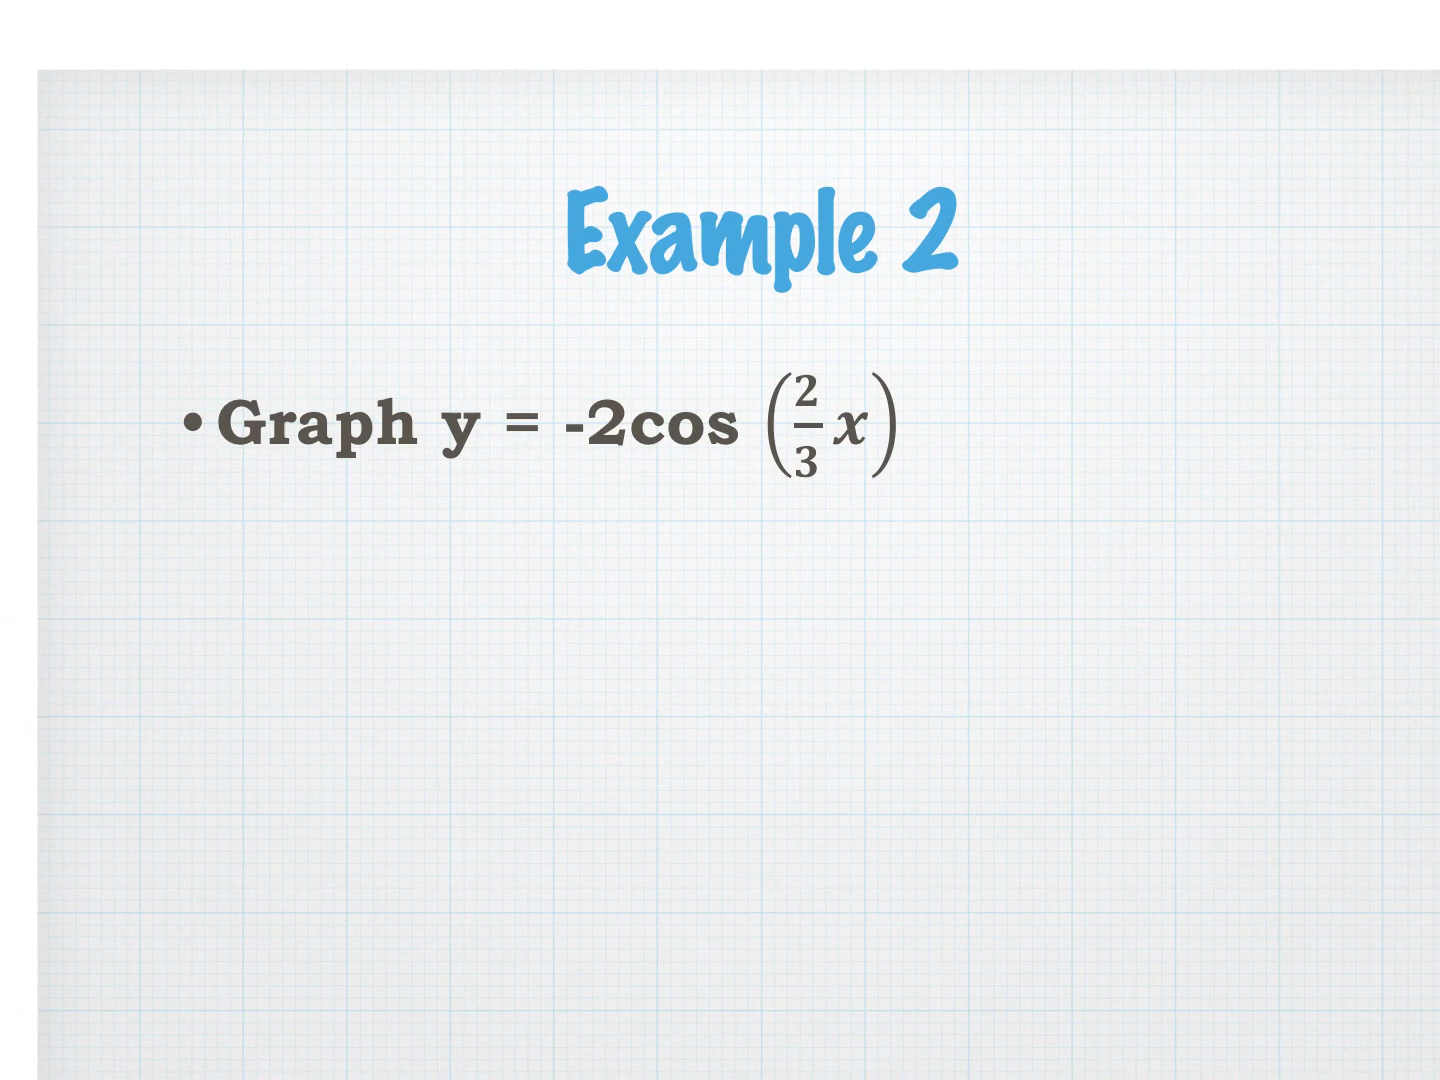 Example 2
• Graph y = -2cos (2/3 x)